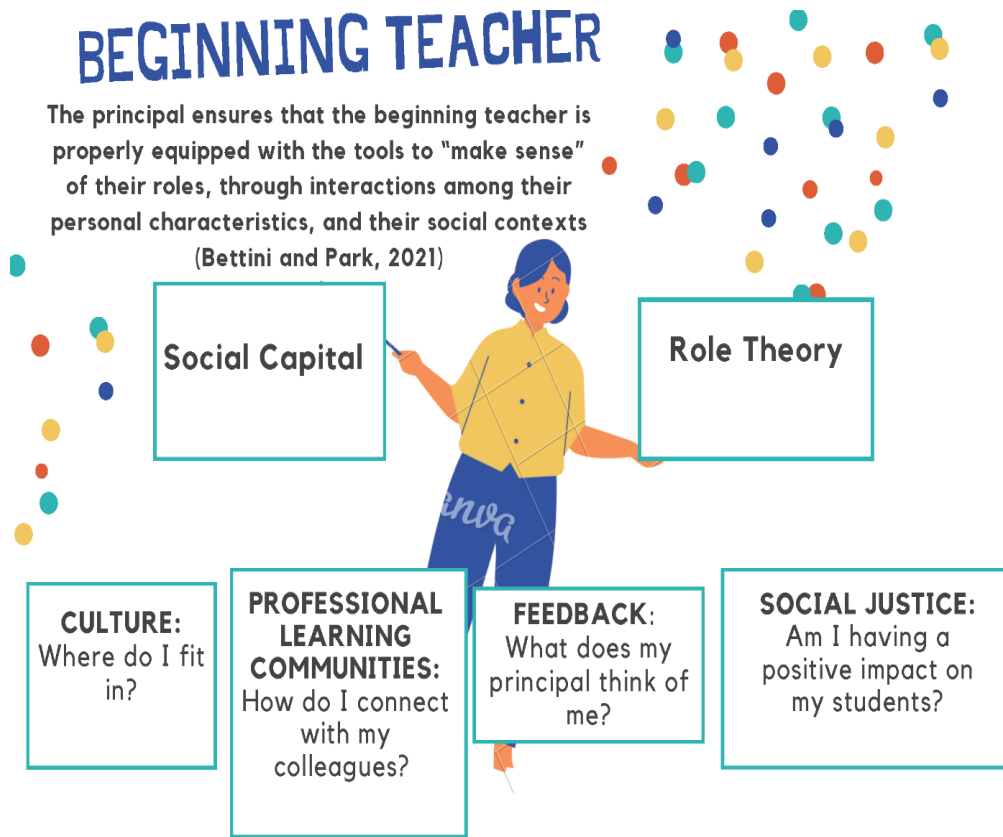 BEGINNING TEACHER
The principal ensures that the beginning teacher is
properly equipped with the tools to “make sense”
of their roles, through interactions among their
personal characteristics, and their social contexts
(Bettini and Park, 2021)
Social Capital
Role Theory
CULTURE:
Where do I fit
in?
PROFESSIONAL
LEARNING
COMMUNITIES:
How do I connect
with my
colleagues?
FEEDBACK:
What does my
principal think of
me?
SOCIAL JUSTICE:
Am I having a
positive impact on
my students?